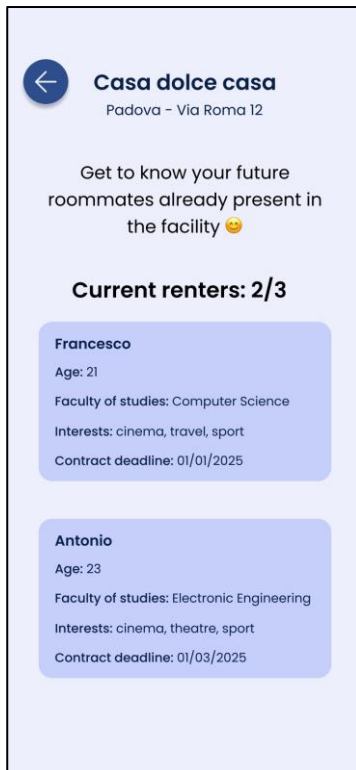 Casa dolce casa
Padova - Via Roma 12
Get to know your future
roommates already present in
the facility 😊
Current renters: 2/3
Francesco
Age: 21
Faculty of studies: Computer Science
Interests: cinema, travel, sport
Contract deadline: 01/01/2025
Antonio
Age: 23
Faculty of studies: Electronic Engineering
Interests: cinema, theatre, sport
Contract deadline: 01/03/2025